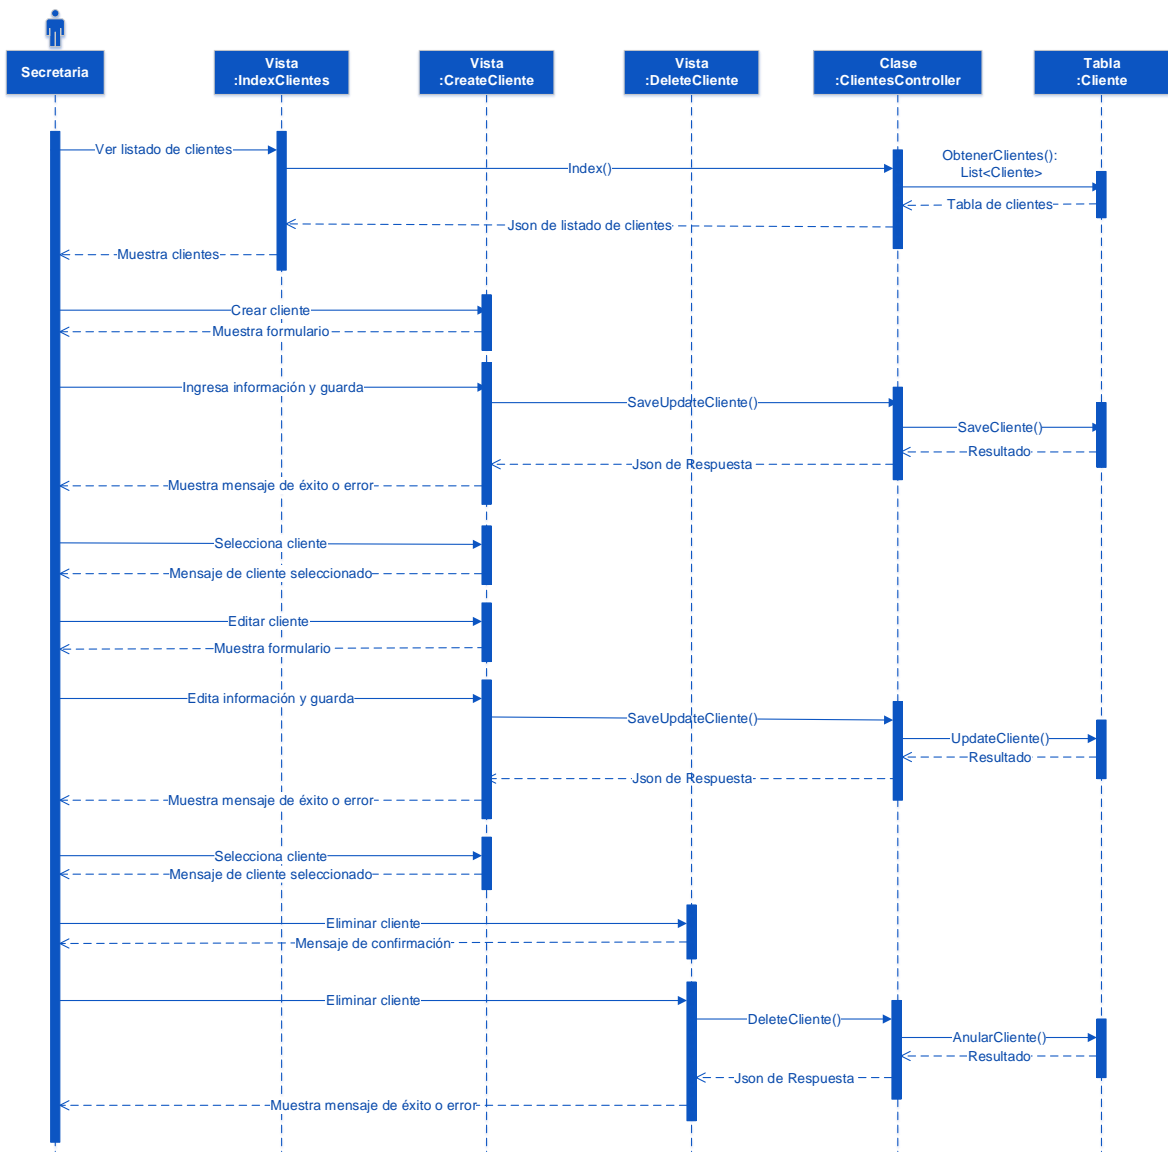 Secretaria
Vista
:IndexClientes
Vista
:CreateCliente
Vista
:DeleteCliente
Clase
:ClientesController
Tabla
:Cliente
Ver listado de clientes
Index()
ObtenerClientes():
List<Cliente>
Tabla de clientes
Json de listado de clientes
Muestra clientes
Crear cliente
Muestra formulario
Ingresa información y guarda
SaveUpdateCliente()
SaveCliente()
Resultado
Json de Respuesta
Muestra mensaje de éxito o error
Selecciona cliente
Mensaje de cliente seleccionado
Editar cliente
Muestra formulario
Edita información y guarda
SaveUpdateCliente()
UpdateCliente()
Resultado
Json de Respuesta
Muestra mensaje de éxito o error
Selecciona cliente
Mensaje de cliente seleccionado
Eliminar cliente
Mensaje de confirmación
Eliminar cliente
DeleteCliente()
AnularCliente()
Resultado
Json de Respuesta
Muestra mensaje de éxito o error